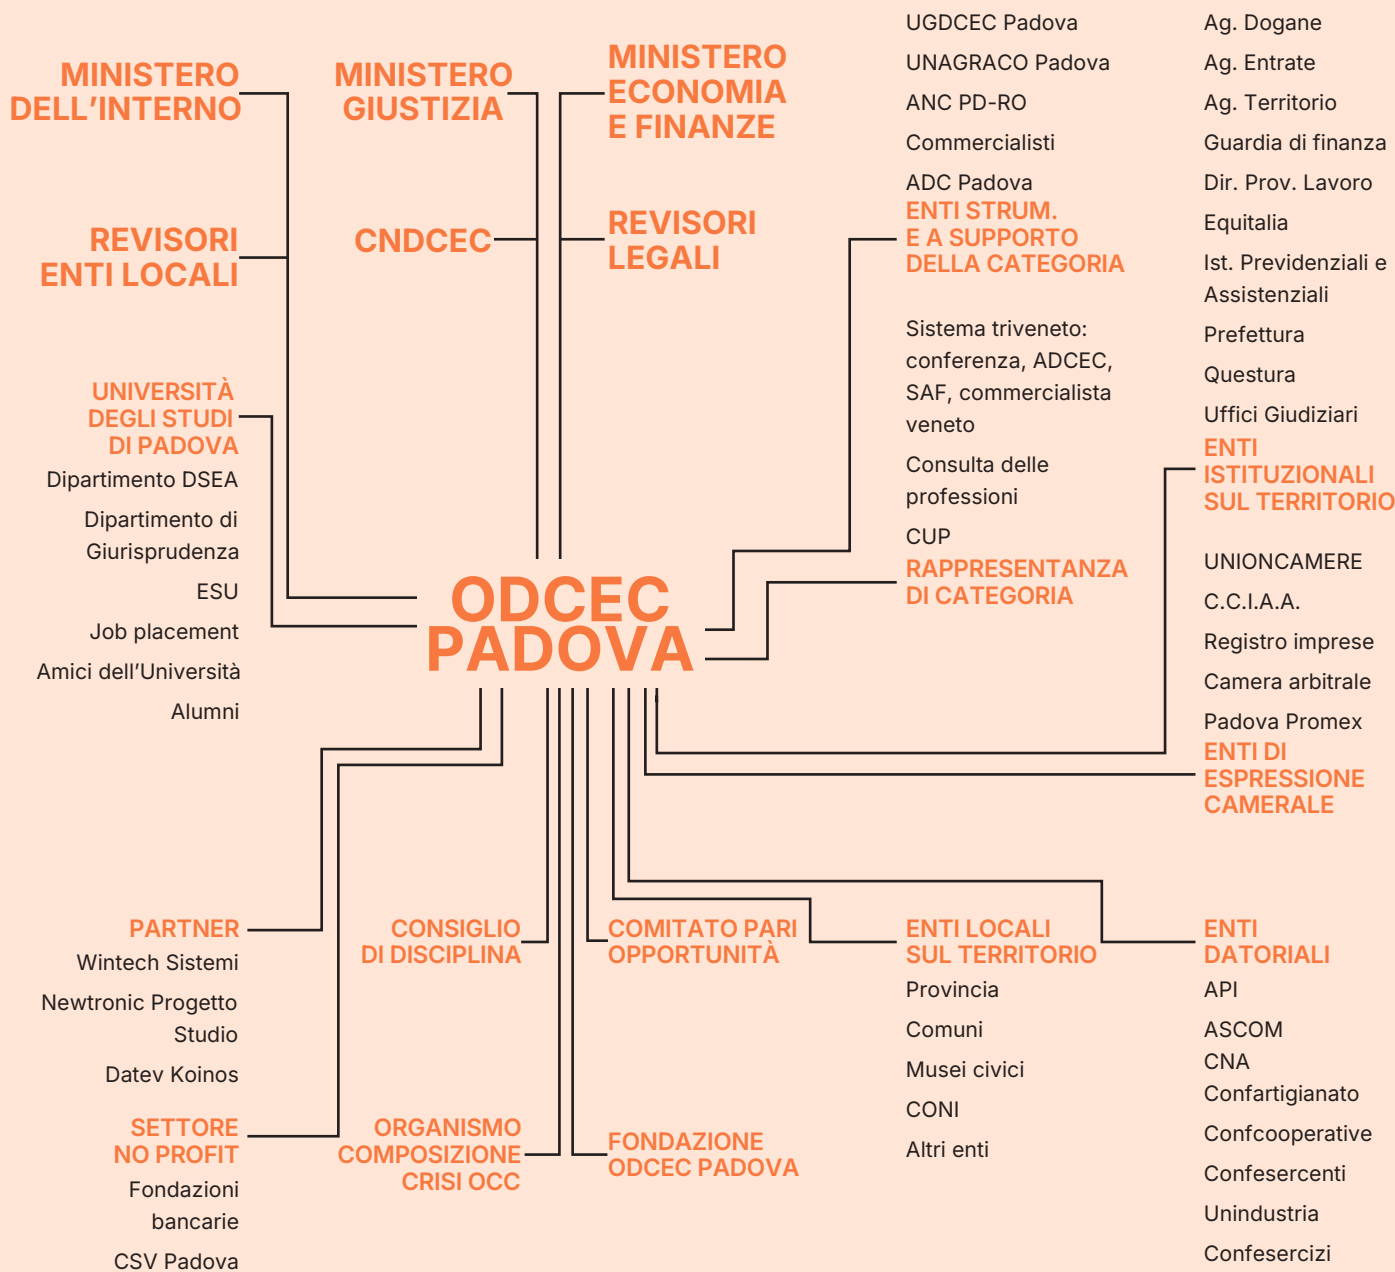 MINISTERO
DELL’INTERNO
REVISORI
ENTI LOCALI
MINISTERO
GIUSTIZIA
CNDCEC
MINISTERO
ECONOMIA
E FINANZE
REVISORI
LEGALI
UGDCEC Padova
UNAGRACO Padova
ANC PD-RO
Commercialisti
ADC Padova
ENTI STRUM.
E A SUPPORTO
DELLA CATEGORIA
Sistema triveneto:
conferenza, ADCEC,
SAF, commercialista
veneto
Consulta delle
professioni
CUP
RAPPRESENTANZA
DI CATEGORIA
Ag. Dogane
Ag. Entrate
Ag. Territorio
Guardia di finanza
Dir. Prov. Lavoro
Equitalia
Ist. Previdenziali e
Assistenziali
Prefettura
Questura
Uffici Giudiziari
ENTI
ISTITUZIONALI
SUL TERRITORIO
UNIONCAMERE
C.C.I.A.A.
Registro imprese
Camera arbitrale
Padova Promex
ENTI DI
ESPRESSIONE
CAMERALE
UNIVERSITÀ
DEGLI STUDI
DI PADOVA
Dipartimento DSEA
Dipartimento di
Giurisprudenza
ESU
Job placement
Amici dell’Università
Alumni
ODCEC
PADOVA
PARTNER
Wintech Sistemi
Newtronic Progetto
Studio
Datev Koinos
SETTORE
NO PROFIT
Fondazioni
bancarie
CSV Padova
CONSIGLIO
DI DISCIPLINA
ORGANISMO
COMPOSIZIONE
CRISI OCC
COMITATO PARI
OPPORTUNITÀ
FONDAZIONE
ODCEC PADOVA
ENTI LOCALI
SUL TERRITORIO
Provincia
Comuni
Musei civici
CONI
Altri enti
ENTI
DATORIALI
API
ASCOM
CNA
Confartigianato
Confcooperative
Confesercenti
Unindustria
Confesercizi